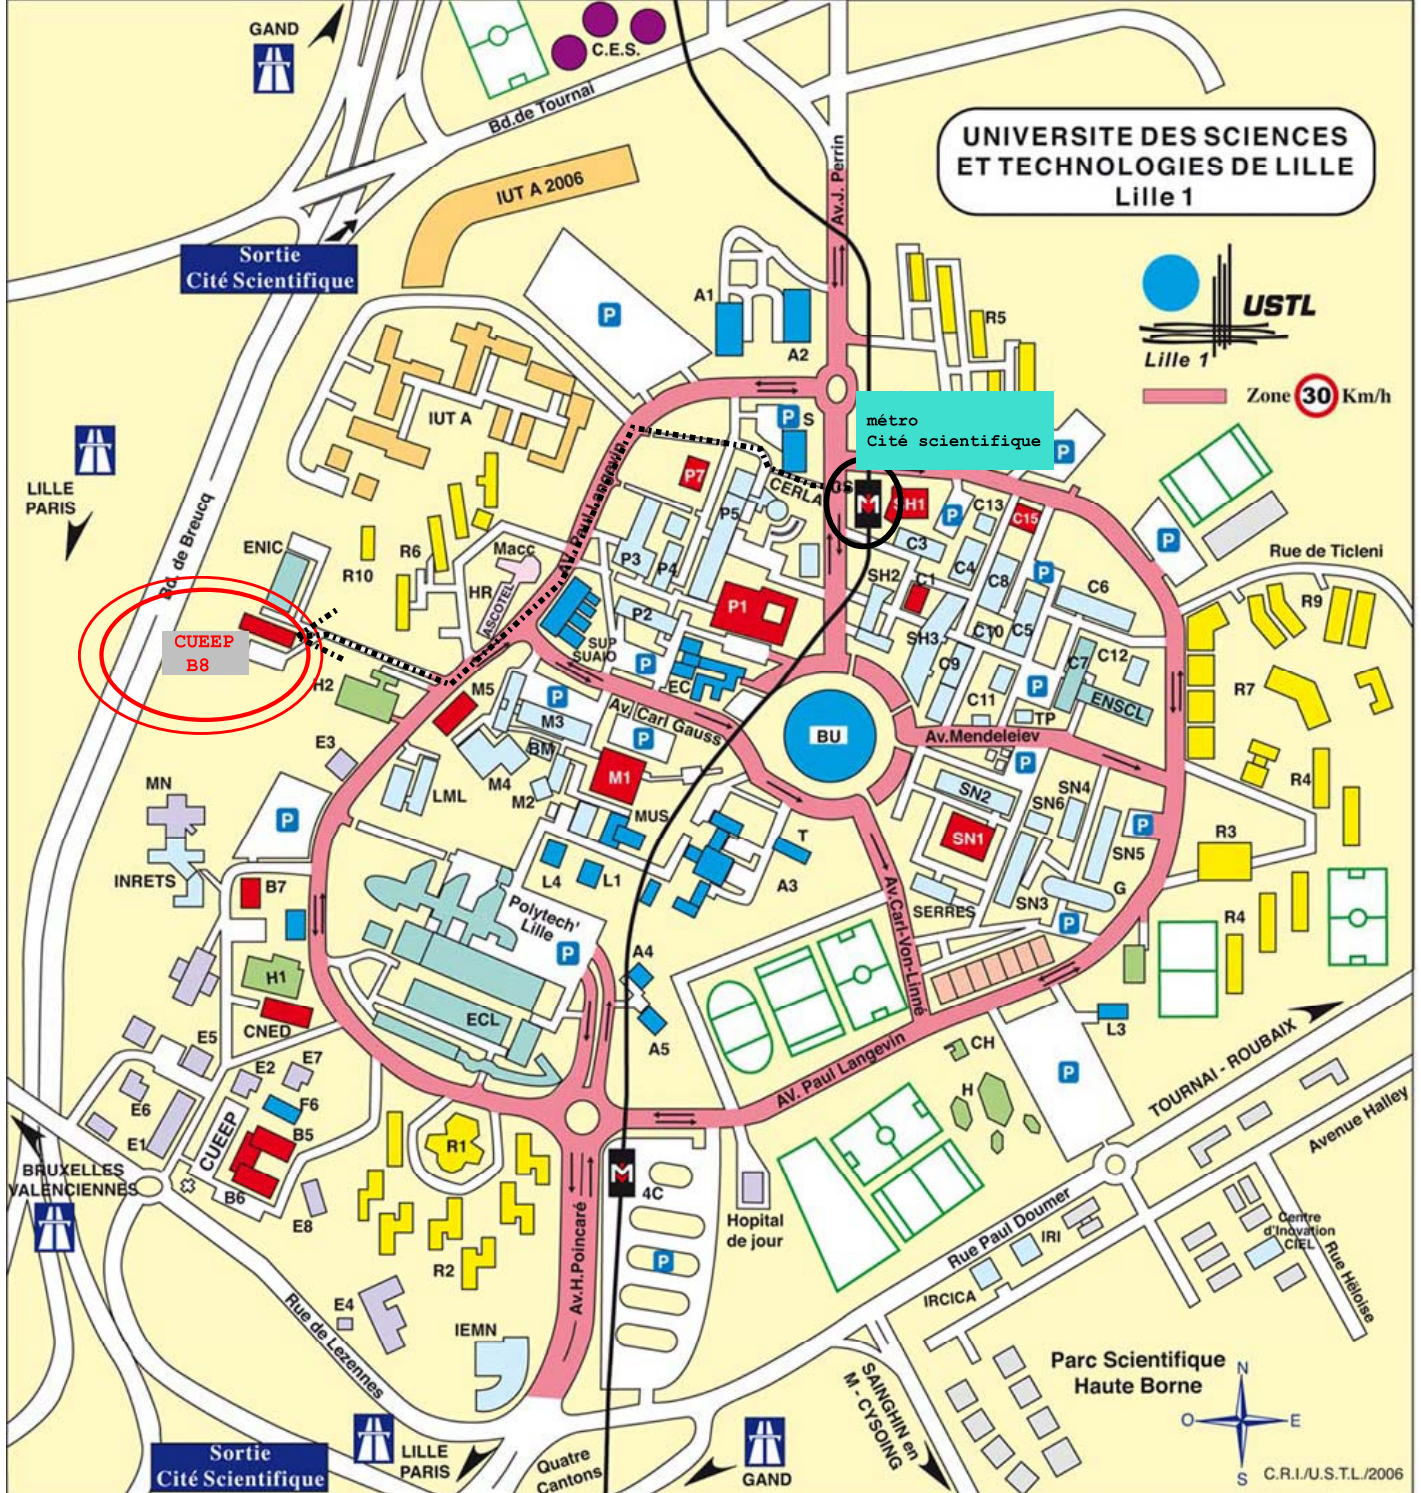 GAND
C.E.S.
Bd.de Tournai
IUT A 2006
Av.J. Perrin
UNIVERSITE DES SCIENCES
ET TECHNOLOGIES DE LILLE
Lille 1
Sortie
Cité Scientifique
USTL
Lille 1
Zone 30 Km/h
P
A1
A2
R5
IUT A
P
S
métro
Cité scientifique
P
LILLE
PARIS
Bd. de Breucq
Av. Paul Langevin
P7
CERLA
M
SH1
P
C13
C15
P
Rue de Ticleni
P5
ENIC
R10
R6
Macc
HR
ASCOTEL
P3
P4
C3
C4
C8
P
C6
R9
SH2
C1
P1
P2
SUP
SUAIO
P
SH3
C10
C5
C9
C7
C12
CUEEP
B8
H2
M5
P
EC
C11
P
ENSCL
R7
M3
Av. Carl Gauss
TP
BU
Av.Mendeleiev
E3
BM
P
M4
M1
M2
P
MN
LML
SN2
SN4
SN6
R4
P
MUS
T
SN1
P
R3
SN5
INRETS
B7
L4
L1
A3
SERRES
SN3
G
Polytech'
Lille
P
Av.Carl-Von-Linné
P
R4
H1
A4
CNED
ECL
A5
L3
CH
AV. Paul Langevin
P
TOURNAI - ROUBAIX
E5
E7
E2
E6
F6
H
E1
CUEEP
B5
R1
Avenue Halley
BRUXELLES
VALENCIENNES
B6
M
4C
E8
Hopital
de jour
Rue Paul Doumer
Centre
d'Inovation
CIEL
IRI
R2
P
Av.H.Poincaré
IRCICA
Rue Hëloise
Rue de Lezennes
E4
IEMN
Parc Scientifique
Haute Borne
SAINGHIN en
M - CYSOING
N
O
E
S
Sortie
Cité Scientifique
LILLE
PARIS
Quatre
Cantons
GAND
C.R.I./U.S.T.L./2006